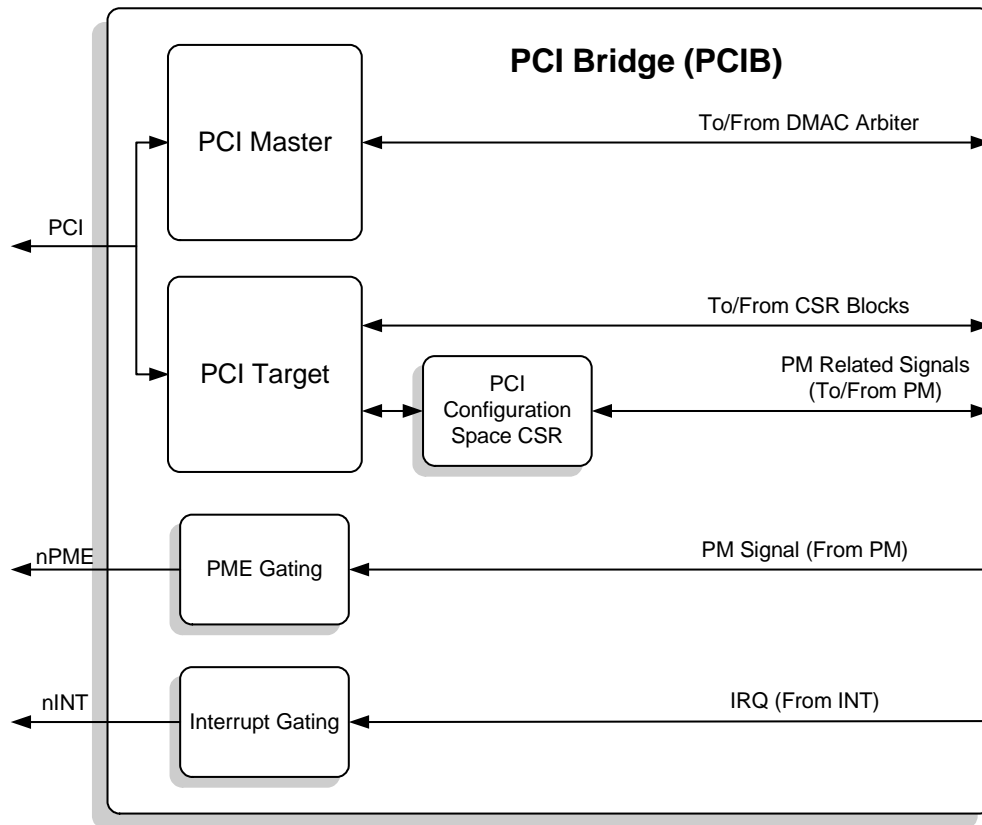 PCI Bridge (PCIB)
PCI Master
To/From DMAC Arbiter
PCI
To/From CSR Blocks
PCI Target
PCI
Configuration
Space CSR
PM Related Signals
(To/From PM)
nPME
PME Gating
PM Signal (From PM)
nINT
Interrupt Gating
IRQ (From INT)